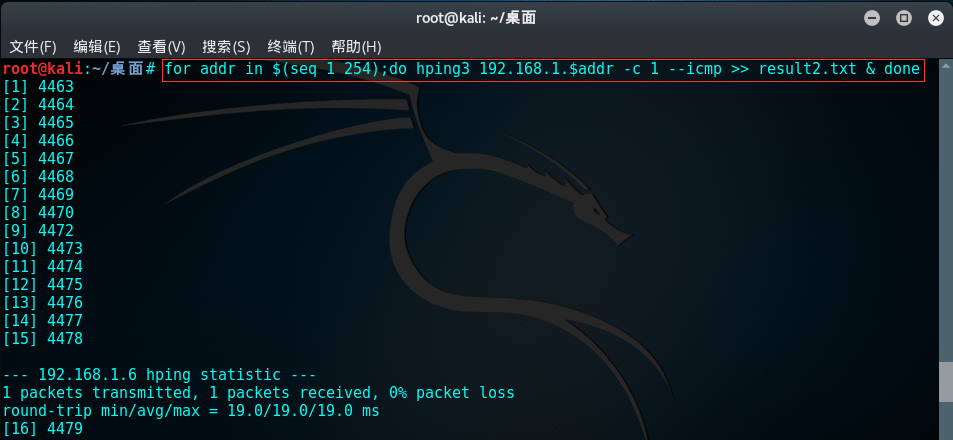 root@kali: ~/桌面
文件(F) 编辑(E) 查看(V) 搜索(S) 终端(T) 帮助(H)
root@kali:~/桌面# for addr in $(seq 1 254);do hping3 192.168.1.$addr -c 1 --icmp >> result2.txt & done
[1] 4463
[2] 4464
[3] 4465
[4] 4466
[5] 4467
[6] 4468
[7] 4469
[8] 4470
[9] 4472
[10] 4473
[11] 4474
[12] 4475
[13] 4476
[14] 4477
[15] 4478
--- 192.168.1.6 hping statistic ---
1 packets transmitted, 1 packets received, 0% packet loss
round-trip min/avg/max = 19.0/19.0/19.0 ms
[16] 4479